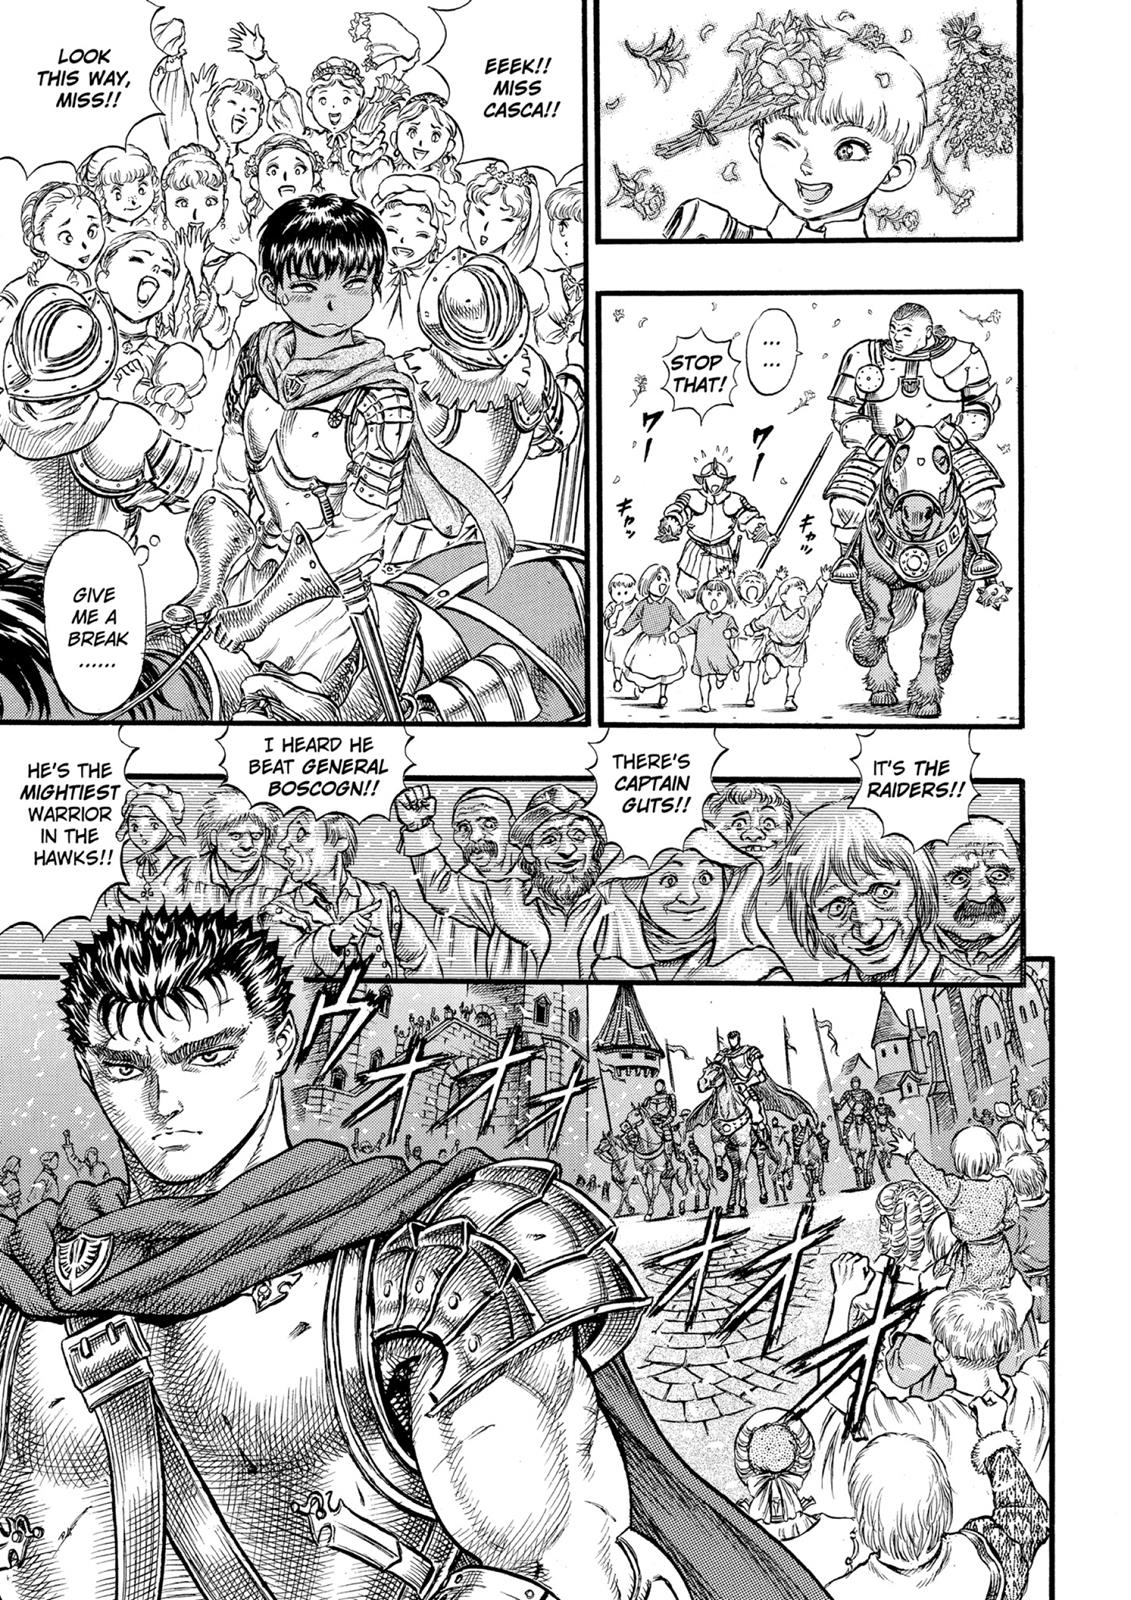 ...
...
STOP
THAT!
ワー
ワー
キャッ
キャッ
EEEK!!
MISS
CASCA!!
LOOK
THIS WAY,
MISS!!
GIVE
ME A
BREAK
......
IT'S THE
RAIDERS!!
THERE'S
CAPTAIN
GUTS!!
I HEARD HE
BEAT GENERAL
BOSCOGN!!
HE'S THE
MIGHTIEST
WARRIOR
IN THE
HAWKS!!
ウオオオ
オオオオ